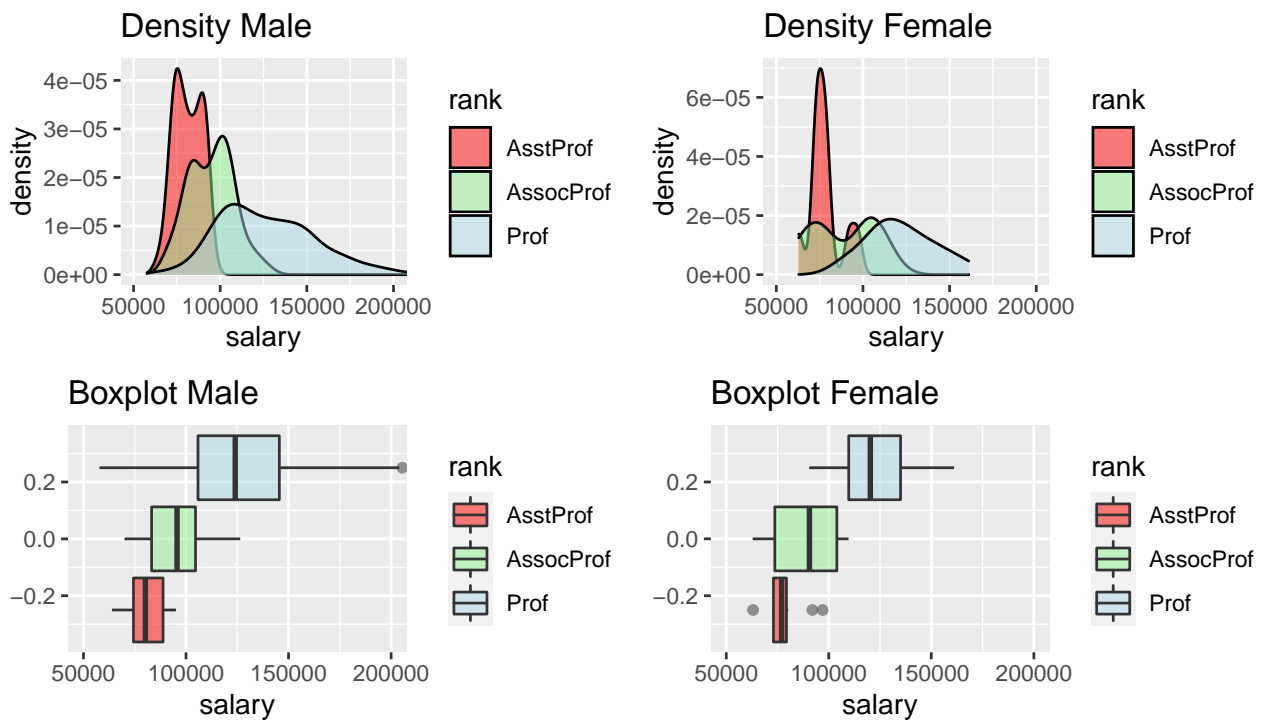 Density Male
4e−05
3e−05
2e−05
1e−05
0e+00
density
50000 100000 150000 200000
salary
rank
AsstProf
AssocProf
Prof
Density Female
6e−05
4e−05
2e−05
0e+00
density
50000 100000 150000 200000
salary
rank
AsstProf
AssocProf
Prof
Boxplot Male
0.2
0.0
−0.2
50000 100000 150000 200000
salary
rank
AsstProf
AssocProf
Prof
Boxplot Female
0.2
0.0
−0.2
50000 100000 150000 200000
salary
rank
AsstProf
AssocProf
Prof